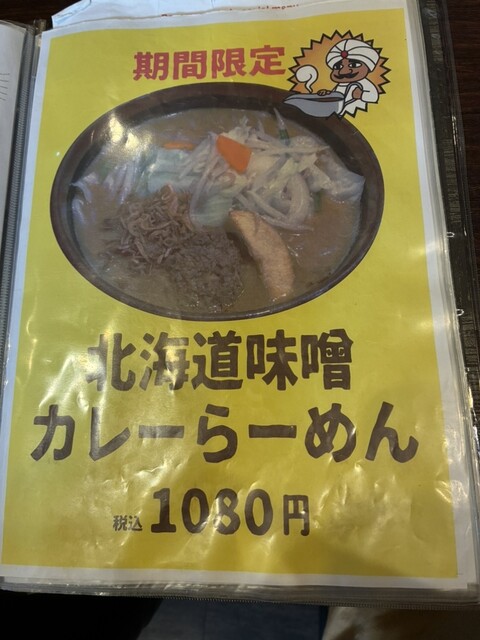 期間限定
北海道味噌
カレーらーめん
税込 1080円